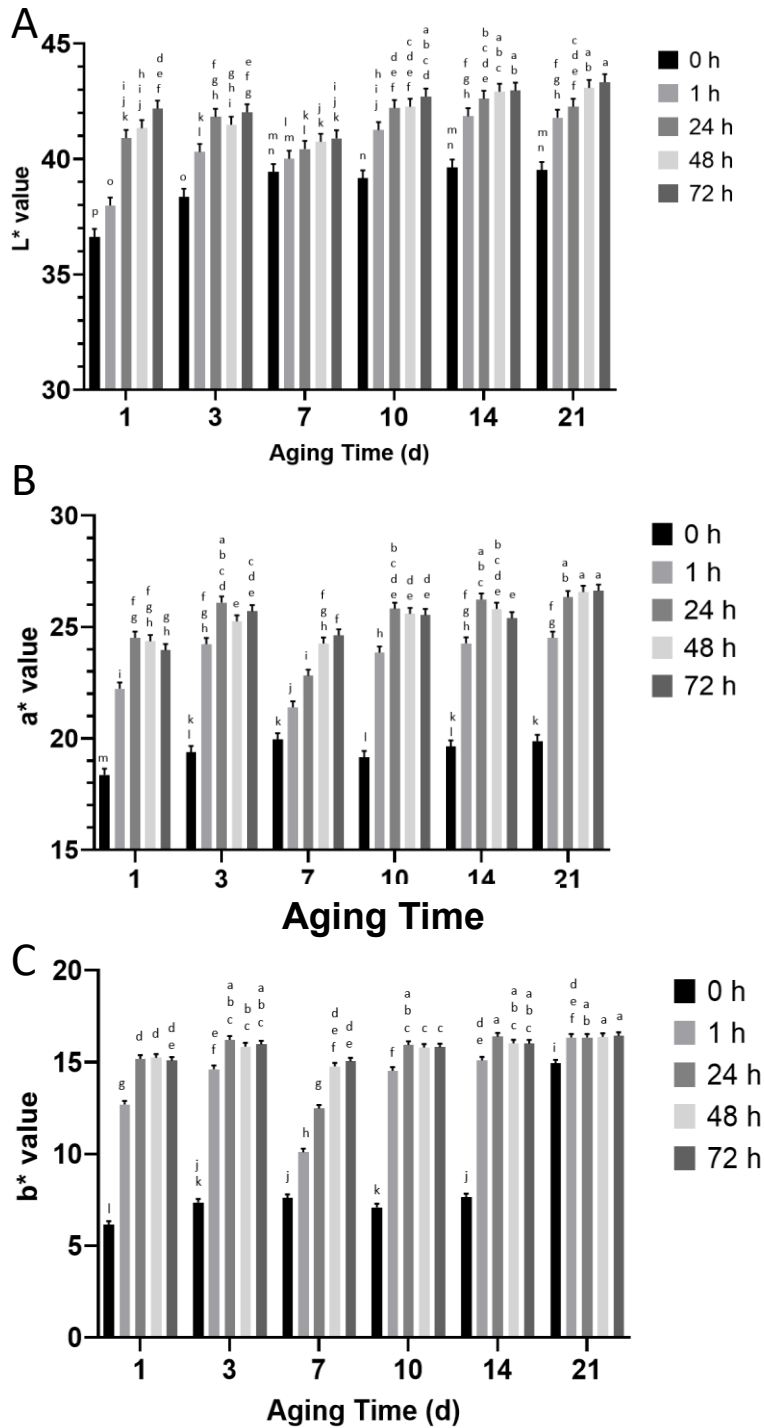 A
45
40
35
30
L* value
p
o
i
j
k
h
i
j
d
e
f
o
k
l
f
g
h
g
h
i
e
f
g
m
n
l
m
k
l
j
k
i
j
k
n
h
i
j
d
e
f
c
d
e
f
a
b
c
d
m
n
f
g
h
b
c
d
e
a
b
c
a
b
m
n
f
g
h
c
d
e
f
a
b
a
0 h
1 h
24 h
48 h
72 h
1 3 7 10 14 21
Aging Time (d)
B
30
25
20
15
a* value
m
i
f
g
f
g
h
g
h
k
l
f
g
h
a
b
c
d
e
c
d
e
k
j
i
f
g
h
f
l
h
b
c
d
e
d
e
d
e
k
l
f
g
h
a
b
c
b
c
d
e
e
k
f
g
a
b
a
a
0 h
1 h
24 h
48 h
72 h
1 3 7 10 14 21
Aging Time
C
20
15
10
5
0
b* value
l
g
d
d
d
e
j
k
e
f
a
b
c
b
c
a
b
c
j
h
g
d
e
f
d
e
k
f
a
b
c
c
c
j
d
e
a
a
b
c
a
b
c
i
d
e
f
a
b
a
a
0 h
1 h
24 h
48 h
72 h
1 3 7 10 14 21
Aging Time (d)